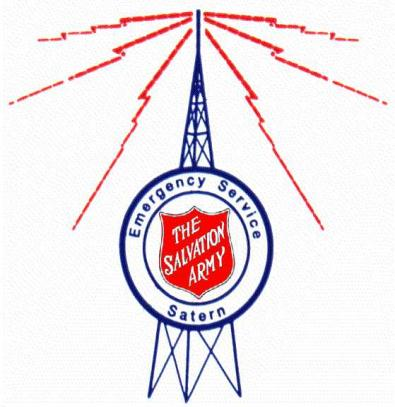 Emergency Service
THE
SALVATION
ARMY
Satern